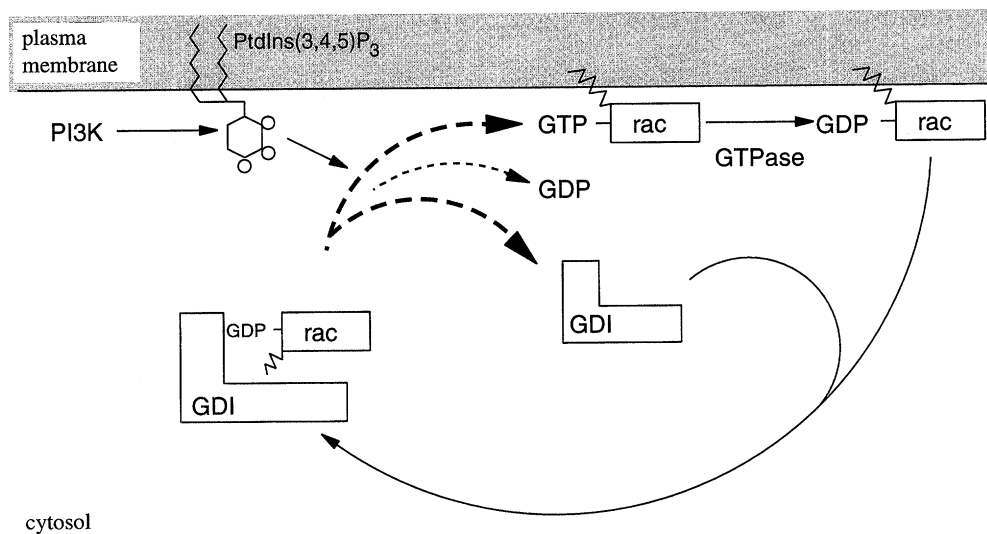 plasma
membrane
PtdIns(3,4,5)P3
PI3K
GTP
rac
GTPase
GDP
rac
GDP
GDI
GDP
rac
GDI
cytosol